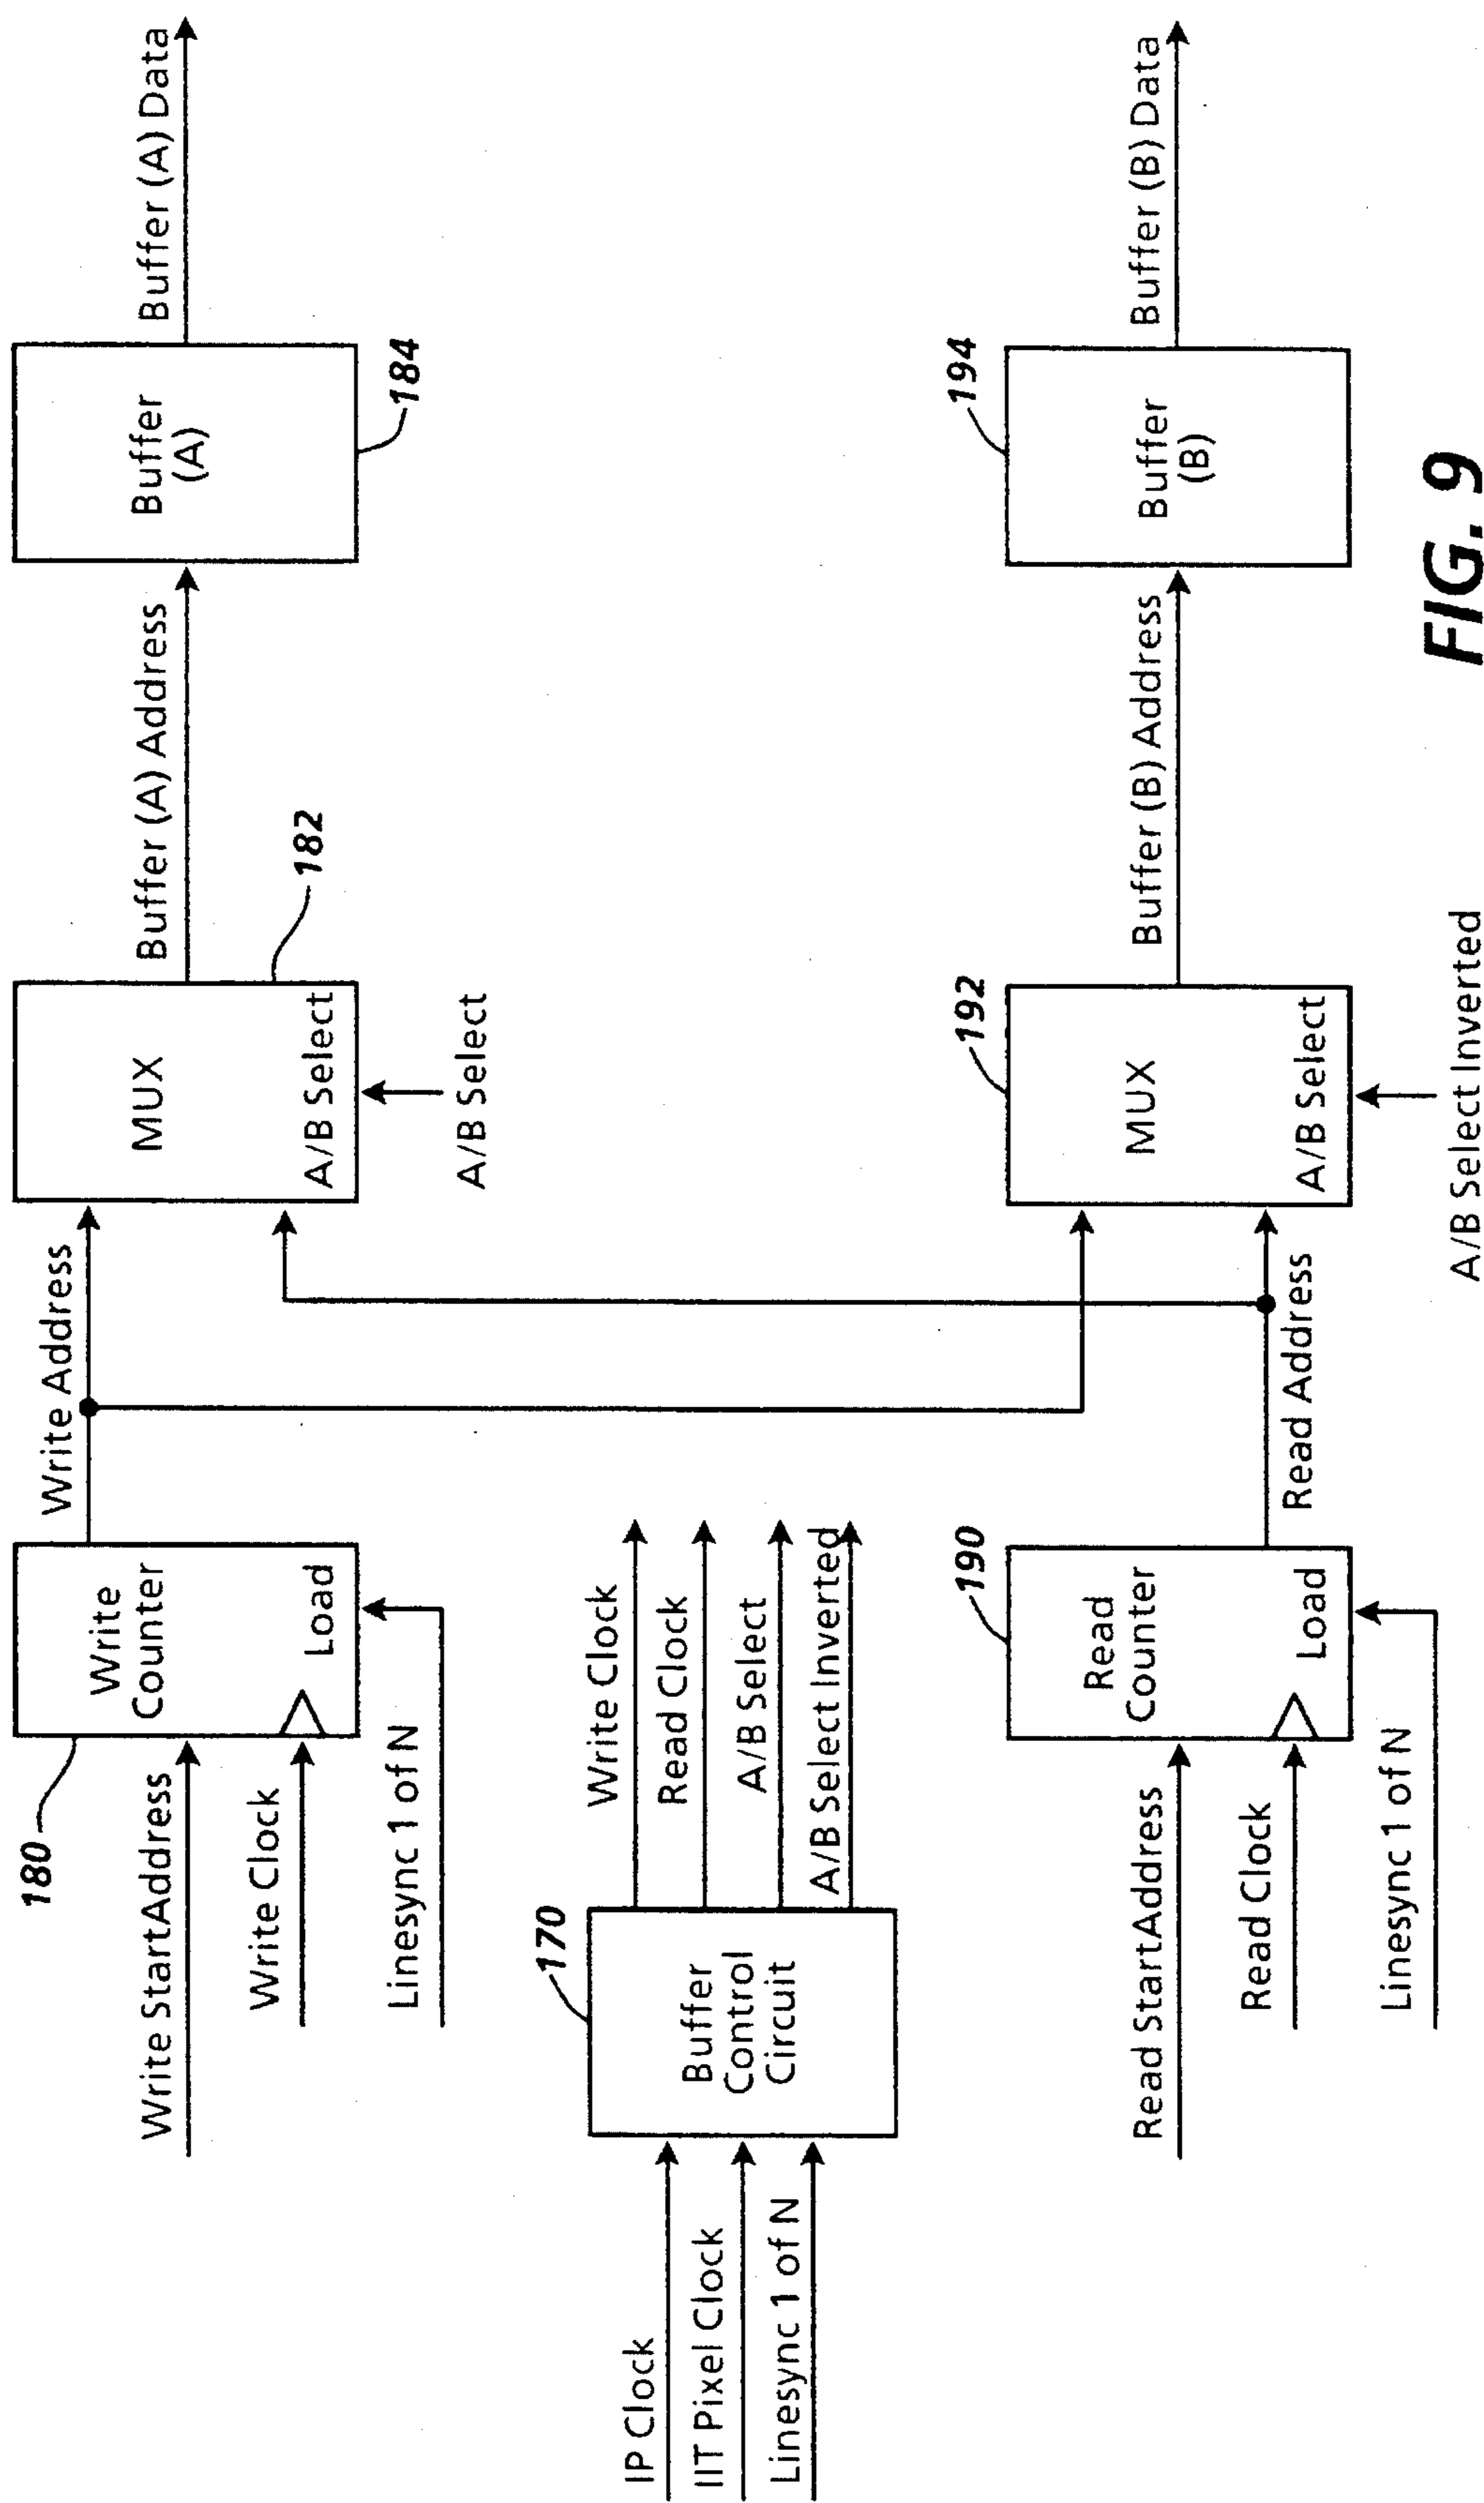 180
Write StartAddress
Write Clock
Linesync 1 of N
Write
Counter
Load
Write Address
MUX
A/B Select
182
A/B Select
Buffer (A) Address
Buffer
(A)
184
Buffer (A) Data
IP Clock
IIT Pixel Clock
Linesync 1 of N
170
Buffer
Control
Circuit
Write Clock
Read Clock
A/B Select
A/B Select Inverted
Read StartAddress
Read Clock
Linesync 1 of N
190
Read
Counter
Load
Read Address
192
MUX
A/B Select
A/B Select Inverted
Buffer (B) Address
194
Buffer
(B)
Buffer (B) Data
FIG. 9